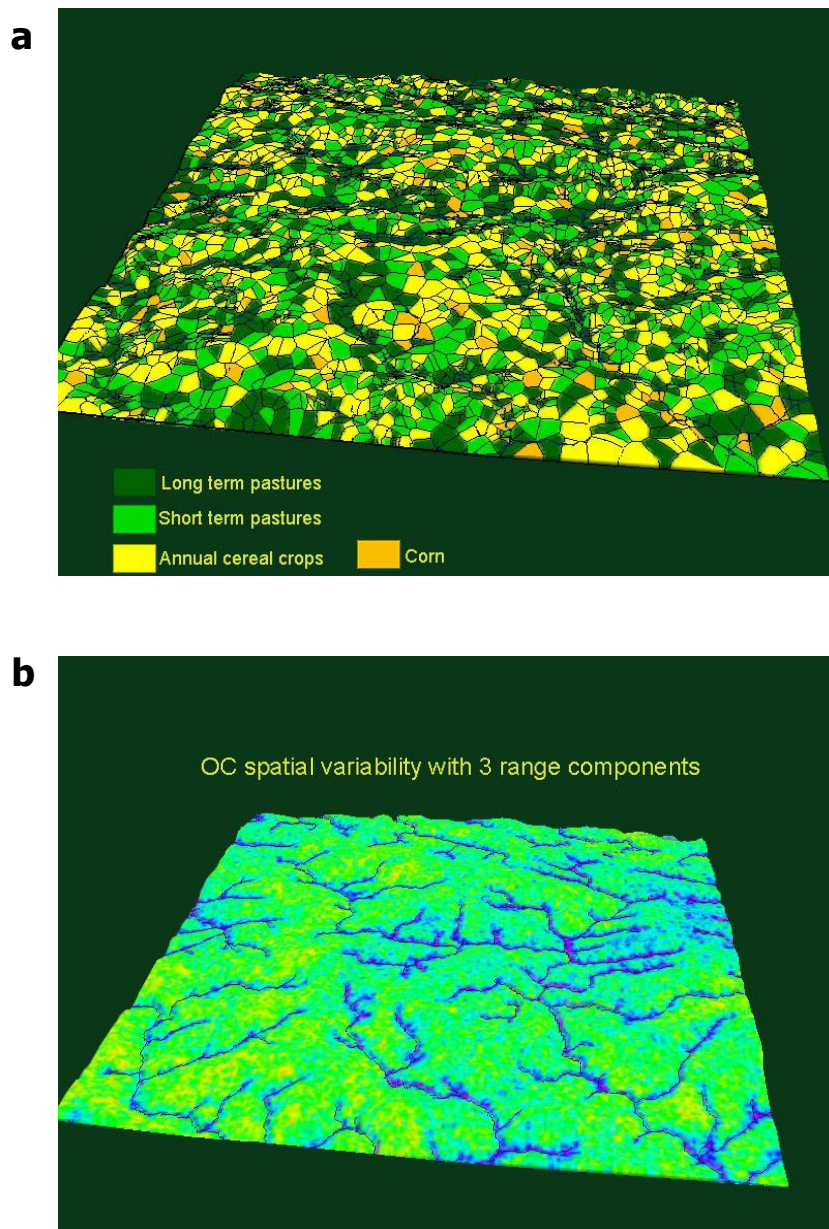 a
Long term pastures
Short term pastures
Annual cereal crops Corn
b
OC spatial variability with 3 range components